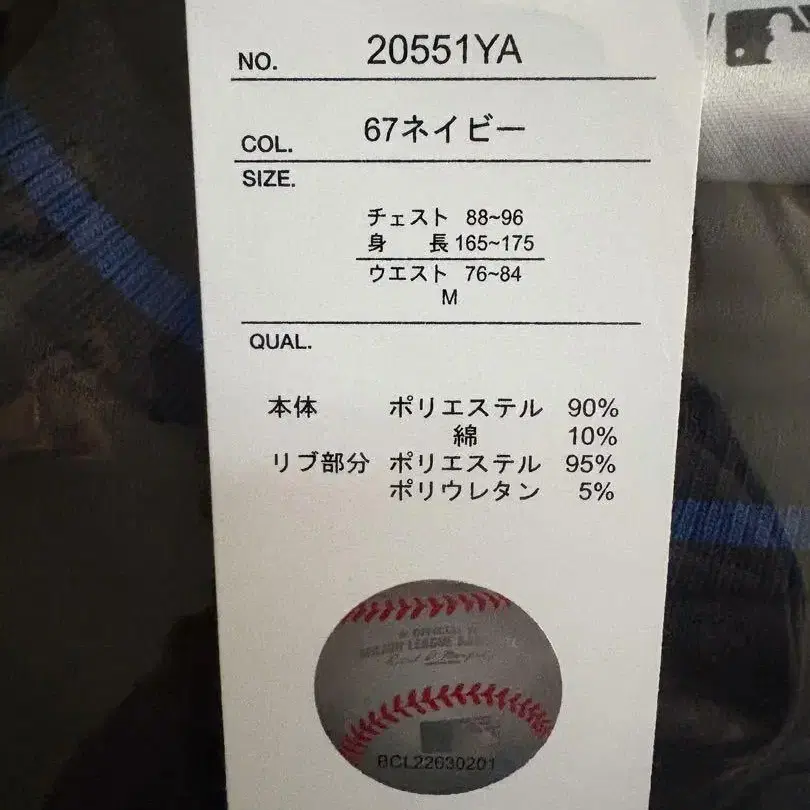 NO. 20551YA
COL. 67ネイビー
SIZE.
チェスト 88~96
身 長 165~175
ウエスト 76~84
M
QUAL.
本体 ポリエステル 90%
綿 10%
リブ部分 ポリエステル 95%
ポリウレタン 5%
OFFICIAL
MAJOR LEAGUE
BCL22630201